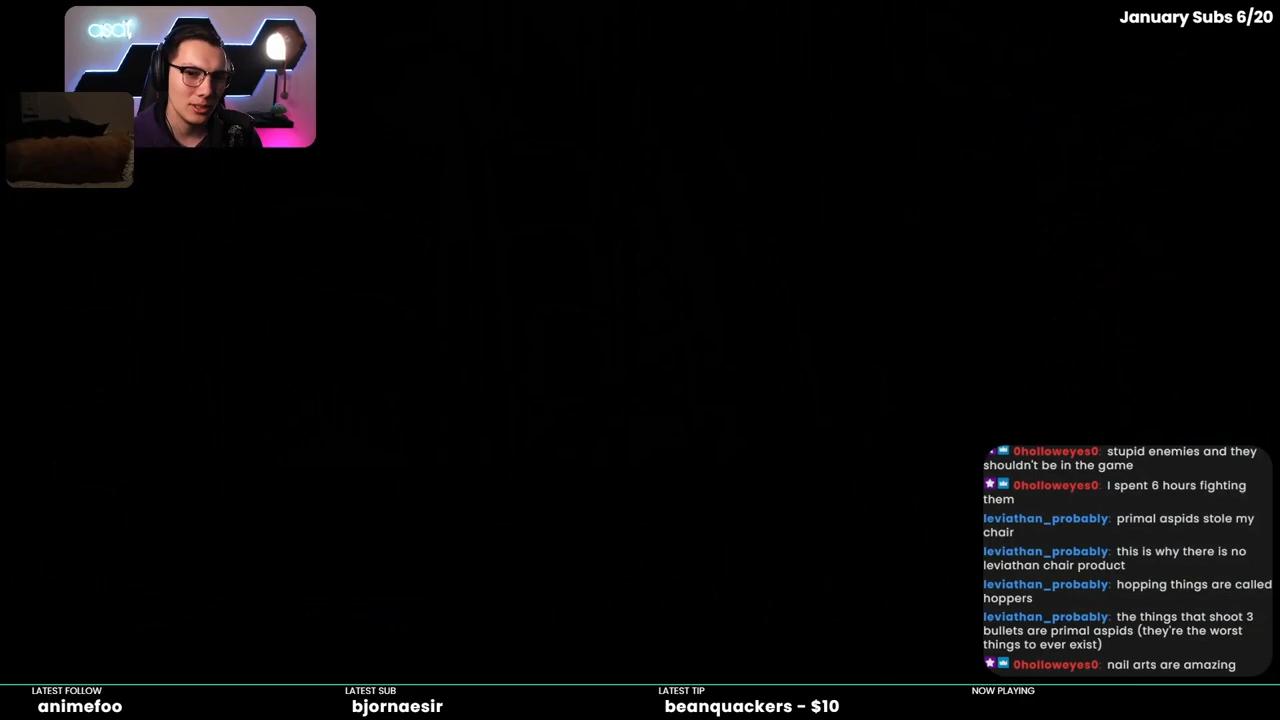 asdf
January Subs 6/20
0holloweyes0: stupid enemies and they
shouldn't be in the game
0holloweyes0: I spent 6 hours fighting
them
leviathan_probably: primal aspids stole my
chair
leviathan_probably: this is why there is no
leviathan chair product
leviathan_probably: hopping things are called
hoppers
leviathan_probably: the things that shoot 3
bullets are primal aspids (they're the worst
things to ever exist)
0holloweyes0: nail arts are amazing
LATEST FOLLOW
animefoo
LATEST SUB
bjornaesir
LATEST TIP
beanquackers - $10
NOW PLAYING